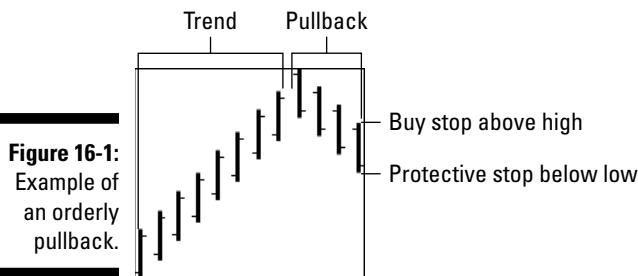 Trend Pullback
Buy stop above high
Protective stop below low
Figure 16-1:
Example of
an orderly
pullback.